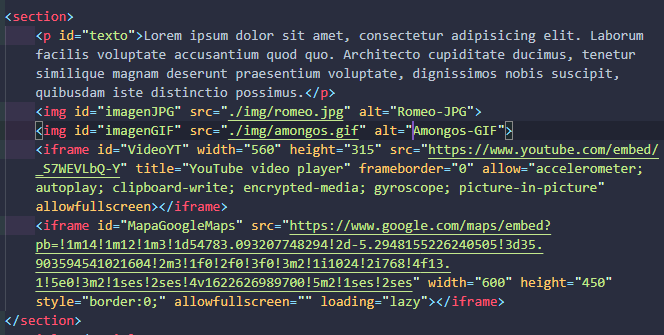 <section>
<p id="texto">Lorem ipsum dolor sit amet, consectetur adipisicing elit. Laborum
facilis voluptate accusantium quod quo. Architecto cupiditate ducimus, tenetur
similique magnam deserunt praesentium voluptate, dignissimos nobis suscipit,
quibusdam iste distinctio possimus.</p>
<img id="imagenJPG" src="./img/romeo.jpg" alt="Romeo-JPG">
<img id="imagenGIF" src="./img/amongos.gif" alt="Amongos-GIF">
<iframe id="VideoYT" width="560" height="315" src="https://www.youtube.com/embed/
_S7WEVLbQ-Y" title="YouTube video player" frameborder="0" allow="accelerometer;
autoplay; clipboard-write; encrypted-media; gyroscope; picture-in-picture"
allowfullscreen></iframe>
<iframe id="MapaGoogleMaps" src="https://www.google.com/maps/embed?
pb=!1m14!1m12!1m3!1d54783.093207748294!2d-5.2948155226240505!3d35.
903594541021604!2m3!1f0!2f0!3f0!3m2!1i1024!2i768!4f13.
1!5e0!3m2!1ses!2ses!4v1622626989700!5m2!1ses!2ses" width="600" height="450"
style="border:0;" allowfullscreen="" loading="lazy"></iframe>
</section>